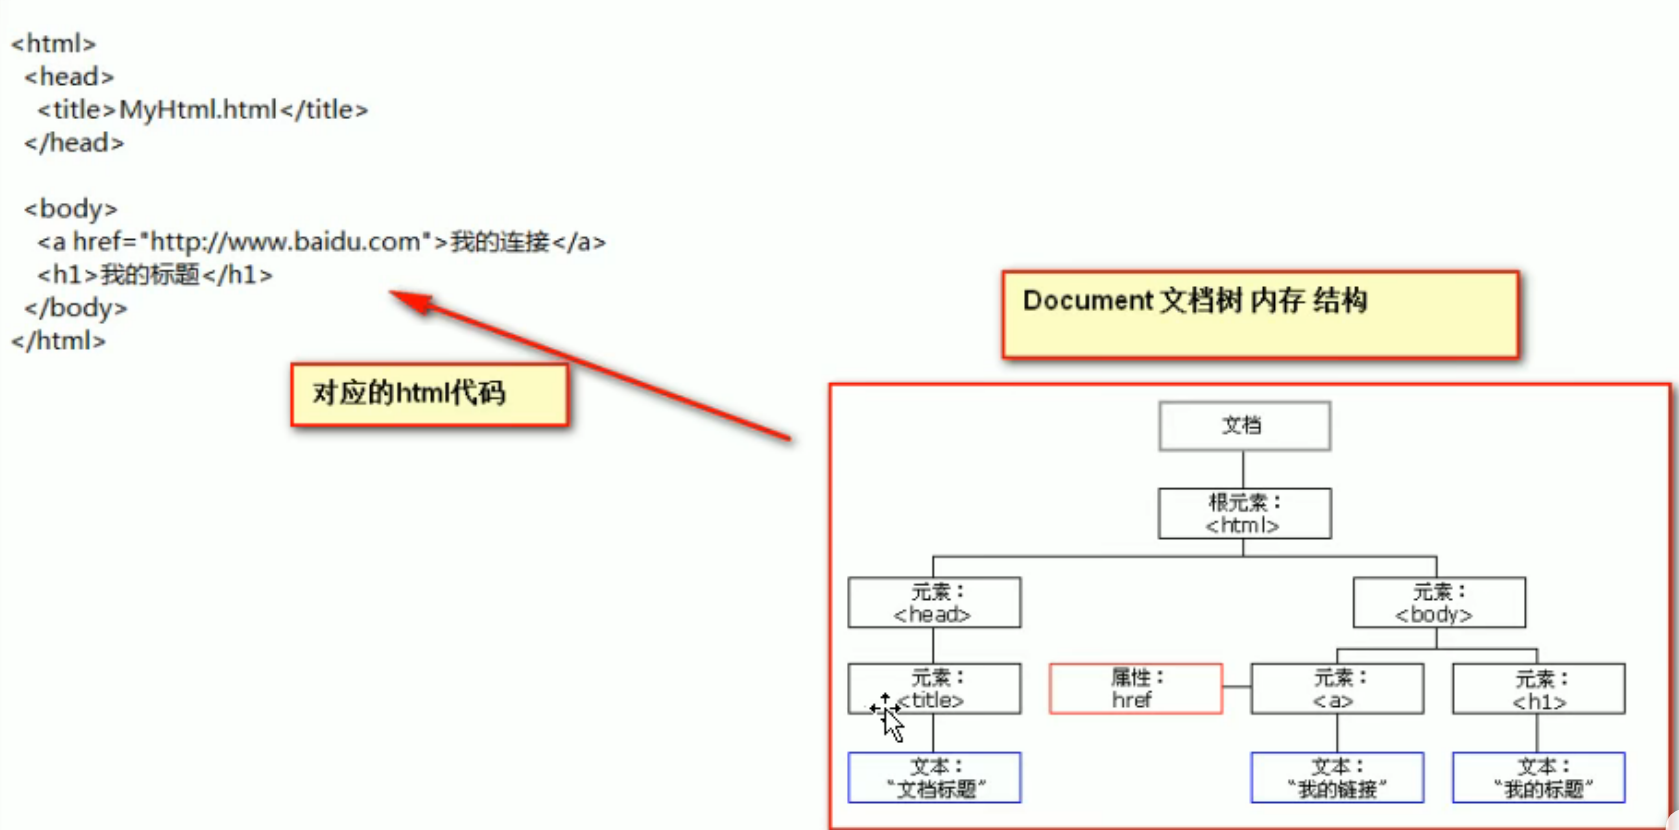 <html>
<head>
<title>MyHtml.html</title>
</head>
<body>
<a href="http://www.baidu.com">我的连接</a>
<h1>我的标题</h1>
</body>
</html>
对应的html代码
Document 文档树 内存 结构
文档
根元素：
<html>
元素：
<head>
元素：
<body>
元素：
<title>
属性：
href
元素：
<a>
元素：
<h1>
文本：
“文档标题”
文本：
“我的链接”
文本：
“我的标题”